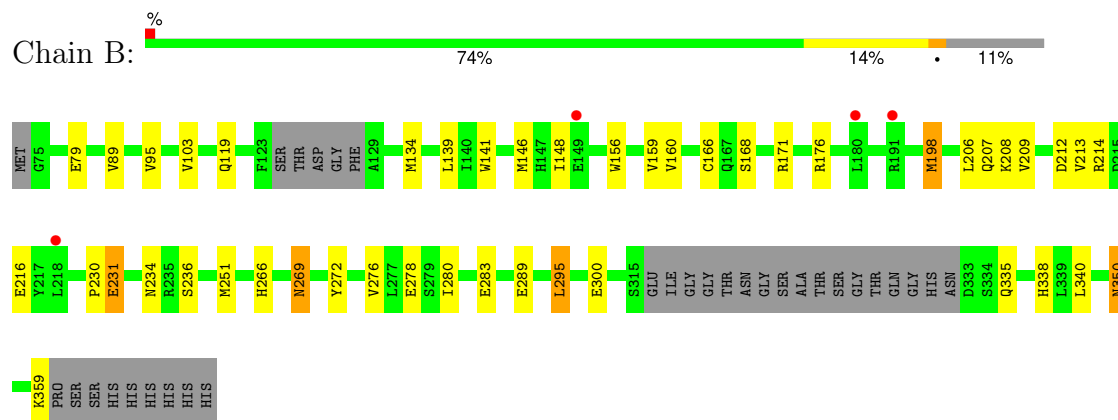 %
Chain B:
74% 14% • 11%
MET G75 E79 V89 V95 V103 Q119 F123 SER THR ASP GLY PHE A129 M134 L139 I140 W141 M146 H147 I148 E149 W156 V159 V160 C166 Q167 S168 R171 R176 L180 R191 M198 L206 Q207 K208 V209 D212 V213 R214
E216 Y217 L218 P230 E231 N234 R235 S236 M251 H266 N269 Y272 V276 L277 E278 S279 I280 E283 E289 L295 E300 S315 GLU ILE GLY GLY THR ASN GLY SER ALA THR SER GLY THR GLN GLY HIS ASN D333 S334 Q335 H338 L339 L340 N350
K359 PRO SER SER HIS HIS HIS HIS HIS HIS